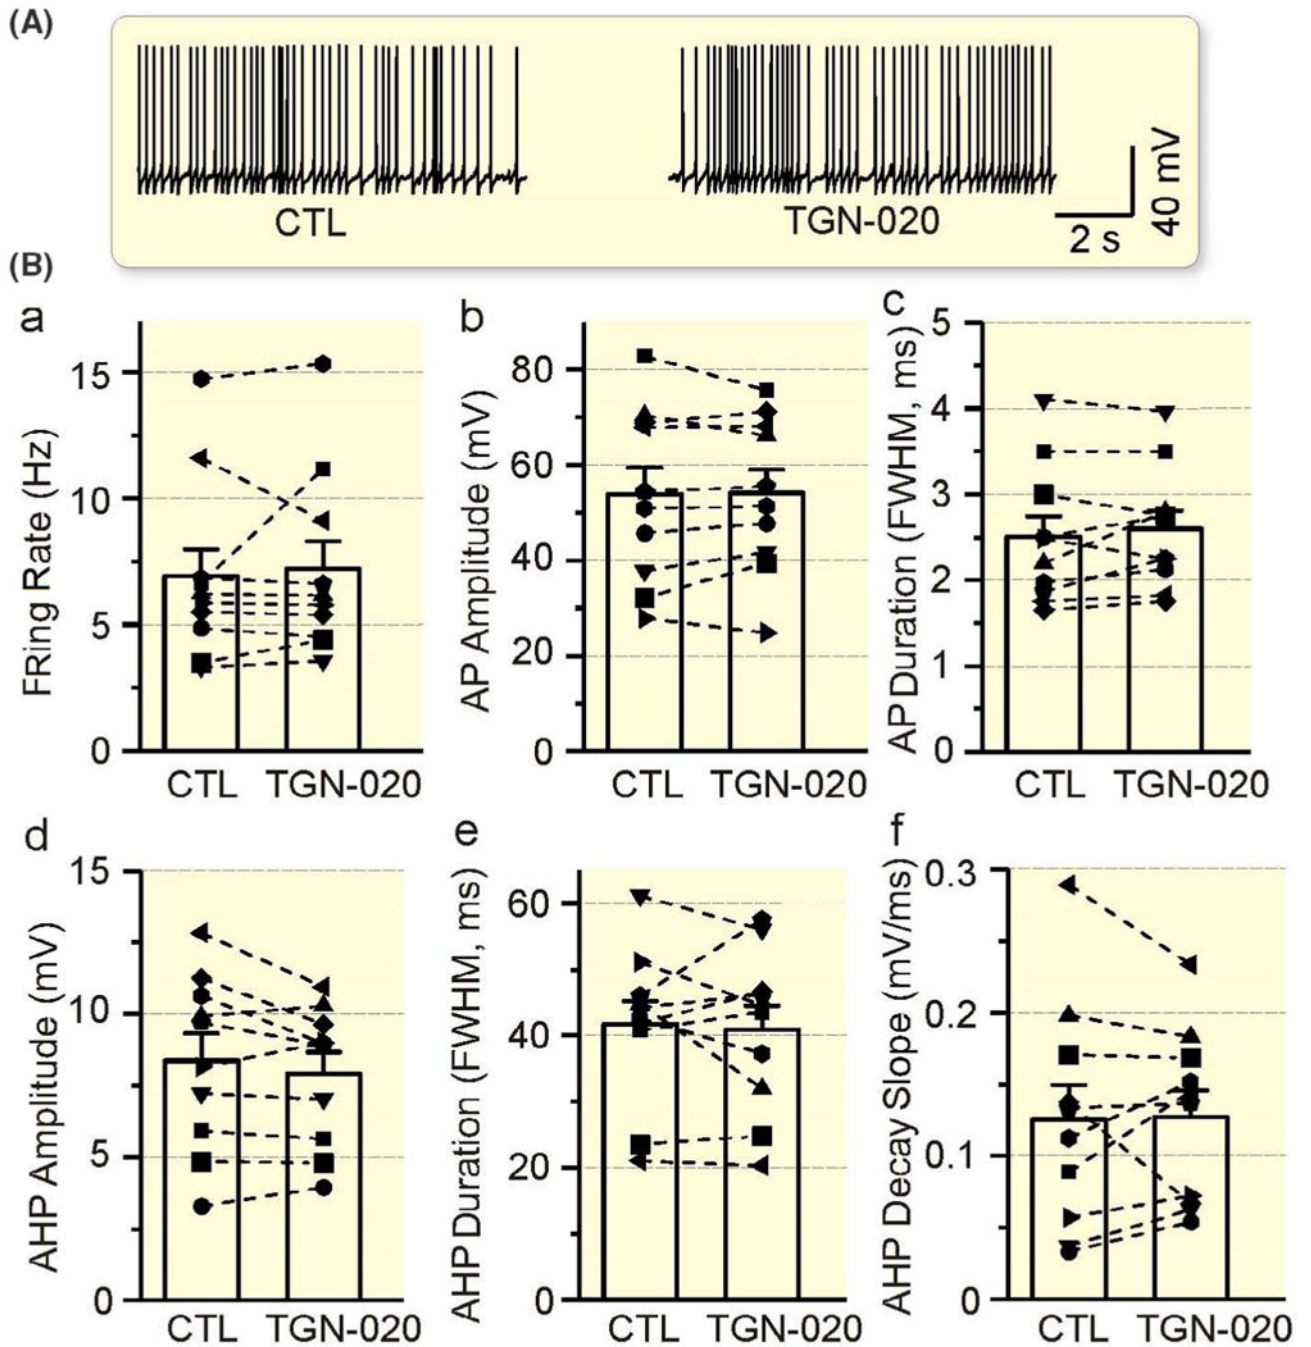 (A)
CTL
TGN-020
2 s
40 mV
(B)
a
FRing Rate (Hz)
15
10
5
0
CTL TGN-020
b
AP Amplitude (mV)
80
60
40
20
0
CTL TGN-020
c
AP Duration (FWHM, ms)
5
4
3
2
1
0
CTL TGN-020
d
AHP Amplitude (mV)
15
10
5
0
CTL TGN-020
e
AHP Duration (FWHM, ms)
60
40
20
0
CTL TGN-020
f
AHP Decay Slope (mV/ms)
0.3
0.2
0.1
0
CTL TGN-020